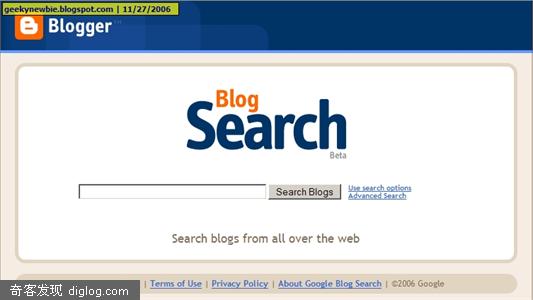 geekynewbie.blogspot.com | 11/27/2006
Blogger™
Blog
Search
Beta
Search Blogs
Use search options
Advanced Search
Search blogs from all over the web
奇客发现 diglog.com | Terms of Use | Privacy Policy | About Google Blog Search | ©2006 Google